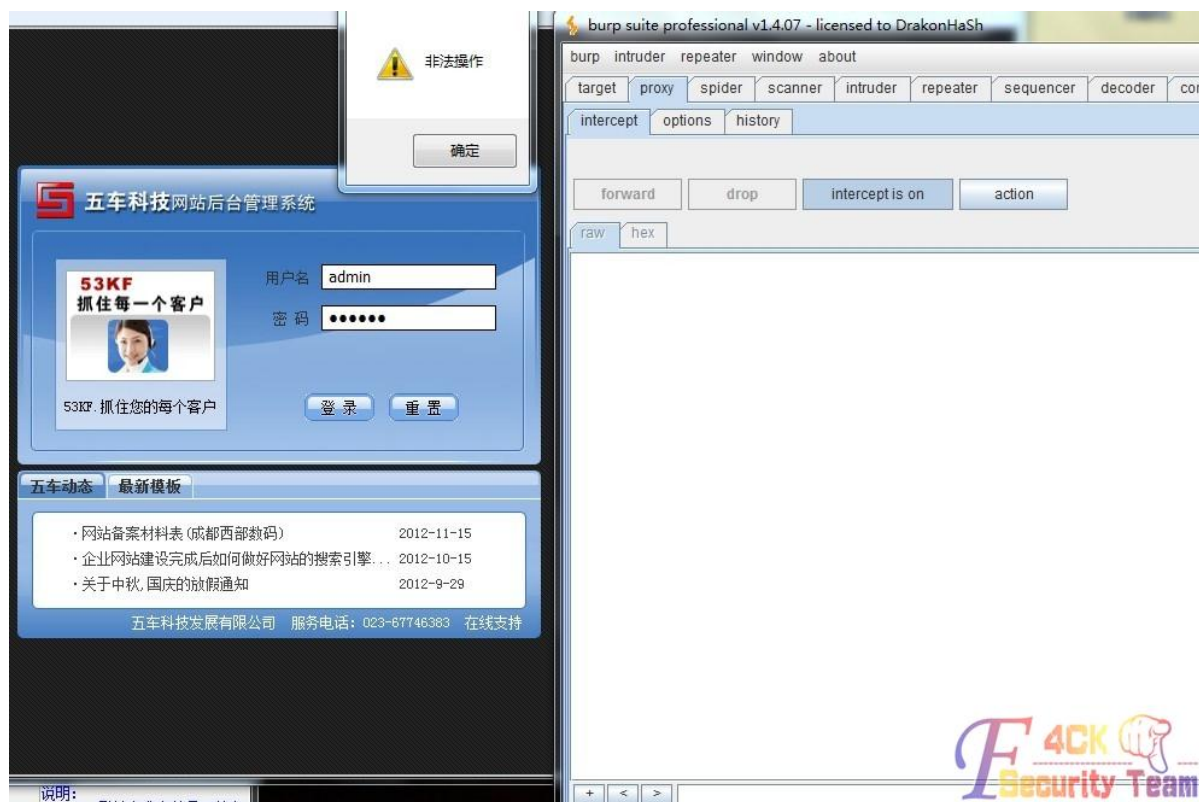 非法操作
确定
五车科技网站后台管理系统
53KF
抓住每一个客户
53KF.抓住您的每个客户
用户名 admin
密 码 ••••••
登 录 重 置
五车动态 最新模板
·网站备案材料表(成都西部数码) 2012-11-15
·企业网站建设完成后如何做好网站的搜索引擎... 2012-10-15
·关于中秋,国庆的放假通知 2012-9-29
五车科技发展有限公司 服务电话: 023-67746383 在线支持
说明:
burp suite professional v1.4.07 - licensed to DrakonHaSh
burp intruder repeater window about
target proxy spider scanner intruder repeater sequencer decoder
intercept options history
forward drop intercept is on action
raw hex
+ < >
F4CK
Security Team